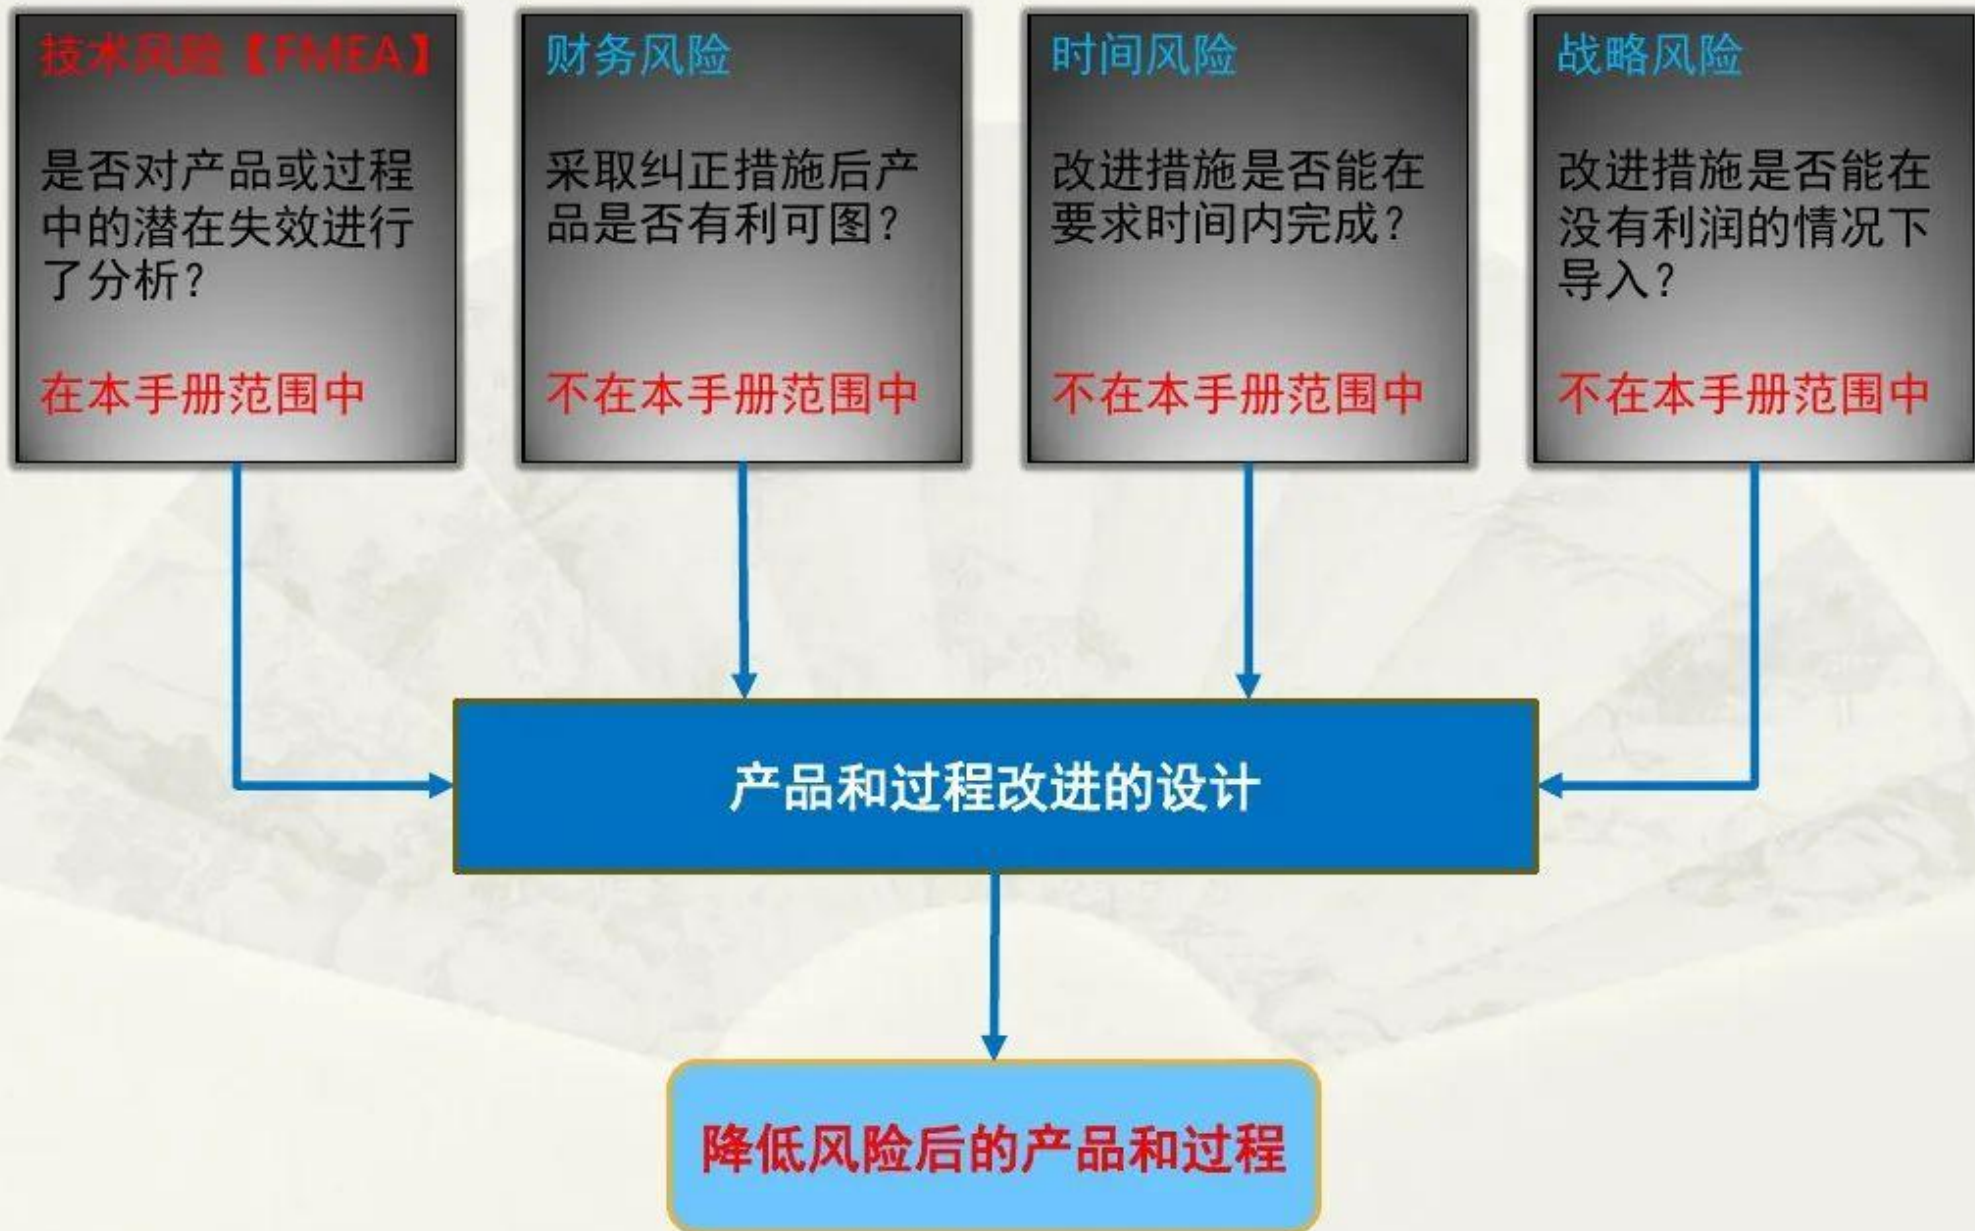 技术风险【FMEA】
是否对产品或过程
中的潜在失效进行
了分析?
在本手册范围中
财务风险
采取纠正措施后产
品是否有利可图?
不在本手册范围中
时间风险
改进措施是否能在
要求时间内完成?
不在本手册范围中
战略风险
改进措施是否能在
没有利润的情况下
导入?
不在本手册范围中
产品和过程改进的设计
降低风险后的产品和过程